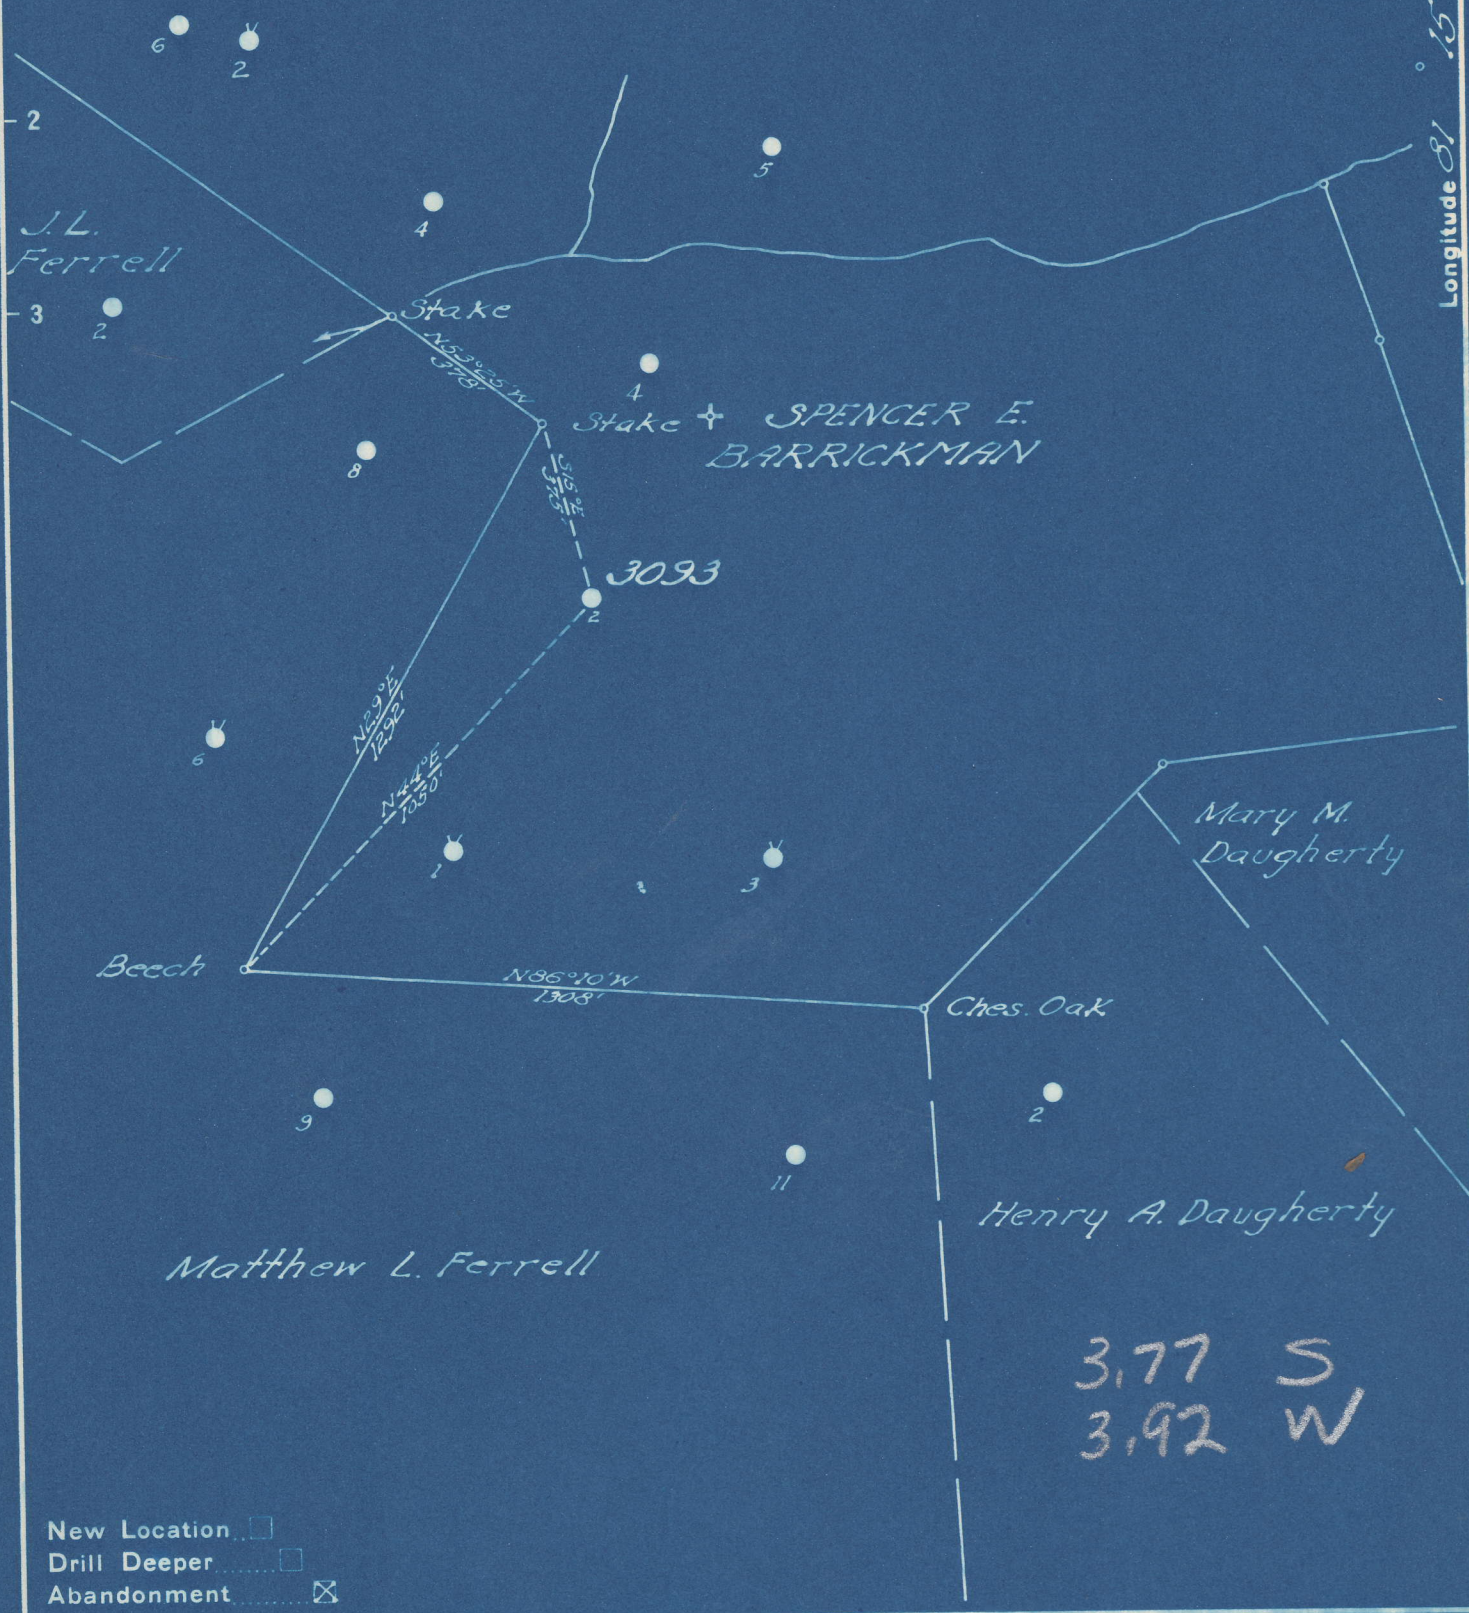 6
2
15
2
5
4
J. L.
Ferrell
Longitude 81°
3
2
Stake
N53°25'W
378'
4
Stake
SPENCER E.
BARRICKMAN
8
S15°E
375'
3093
2
N29°E
1292'
6
N44°E
1050'
Mary M.
Daugherty
1
3
Beech
N86°10'W
1308'
Ches. Oak
9
2
11
Henry A. Daugherty
Matthew L. Ferrell
3.77 S
3.92 W
New Location
Drill Deeper
Abandonment